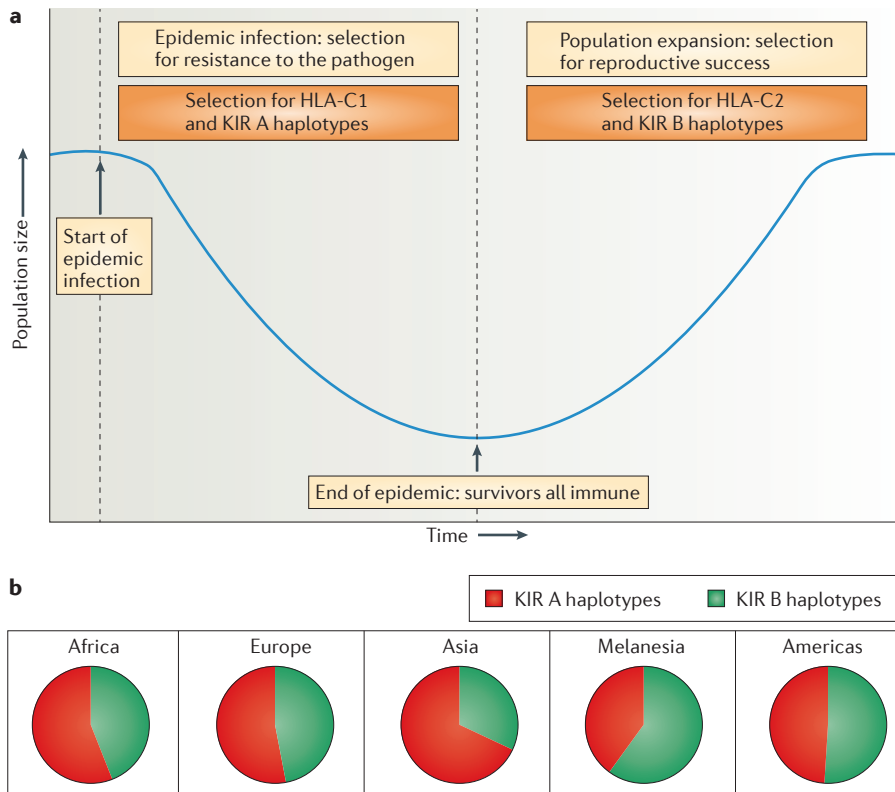 a
Epidemic infection: selection
for resistance to the pathogen
Population expansion: selection
for reproductive success
Selection for HLA-C1
and KIR A haplotypes
Selection for HLA-C2
and KIR B haplotypes
Population size
Start of
epidemic
infection
End of epidemic: survivors all immune
Time
b
KIR A haplotypes
KIR B haplotypes
Africa
Europe
Asia
Melanesia
Americas